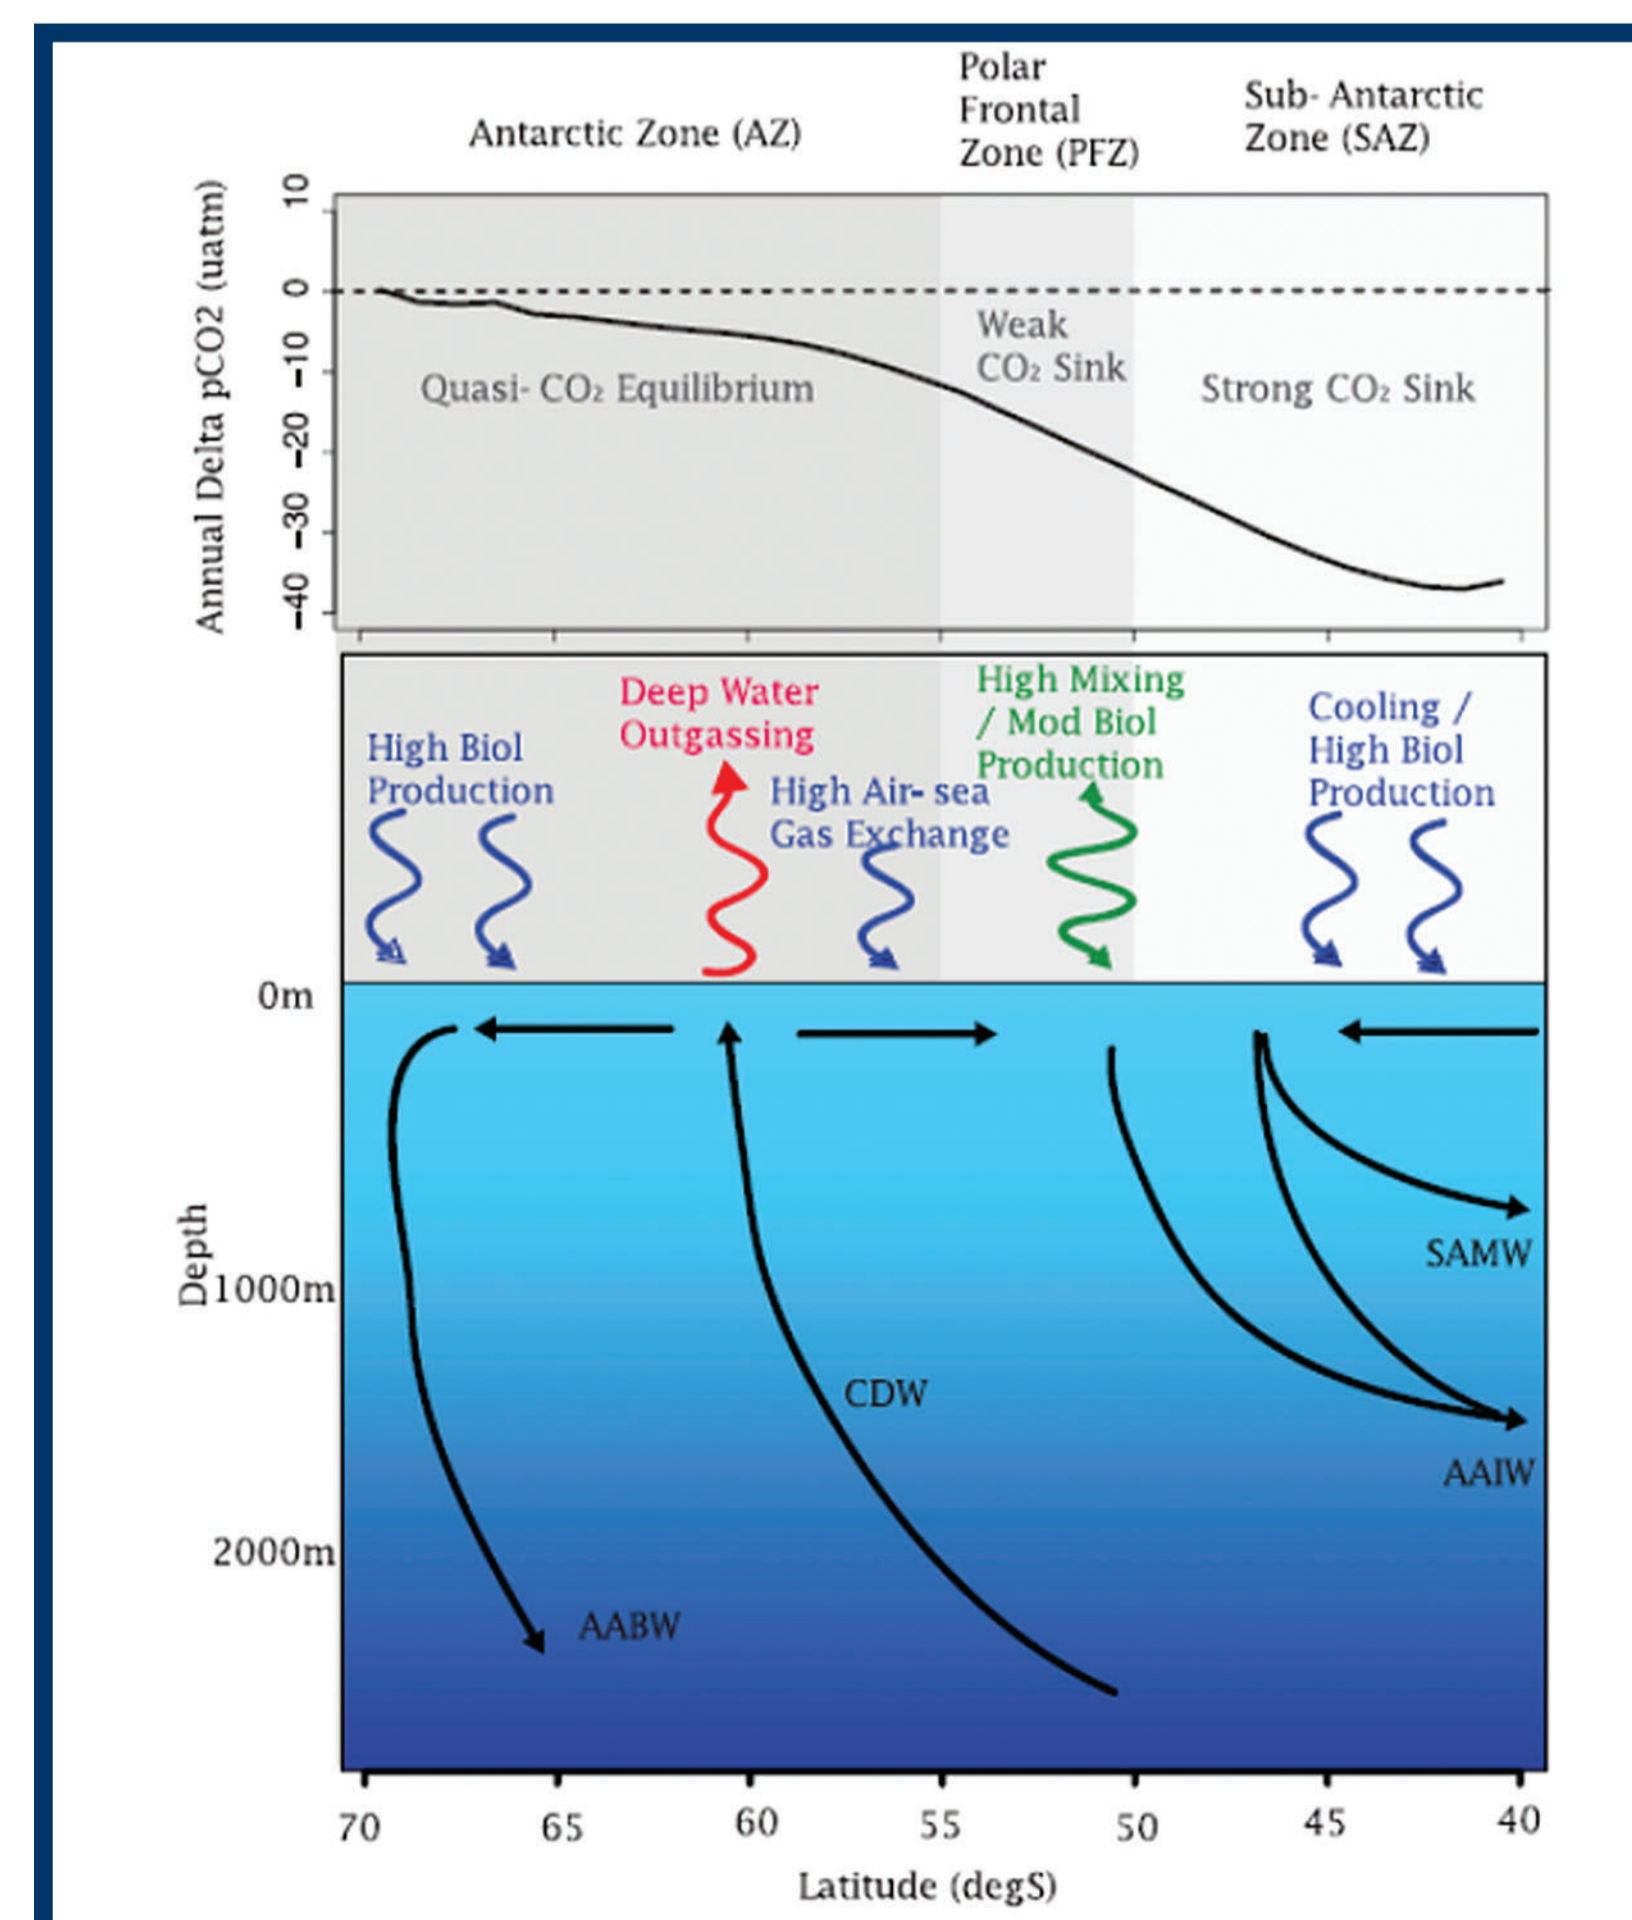 Antarctic Zone (AZ)
Polar
Frontal
Zone (PFZ)
Sub- Antarctic
Zone (SAZ)
Annual Delta pCO2 (uatm)
10
0
-10
-20
-30
-40
Quasi- CO₂ Equilibrium
Weak
CO₂ Sink
Strong CO₂ Sink
High Biol
Production
Deep Water
Outgassing
High Air- sea
Gas Exchange
High Mixing
/ Mod Biol
Production
Cooling /
High Biol
Production
Depth
0m
1000m
2000m
SAMW
CDW
AAIW
AABW
70
65
60
55
50
45
40
Latitude (degS)